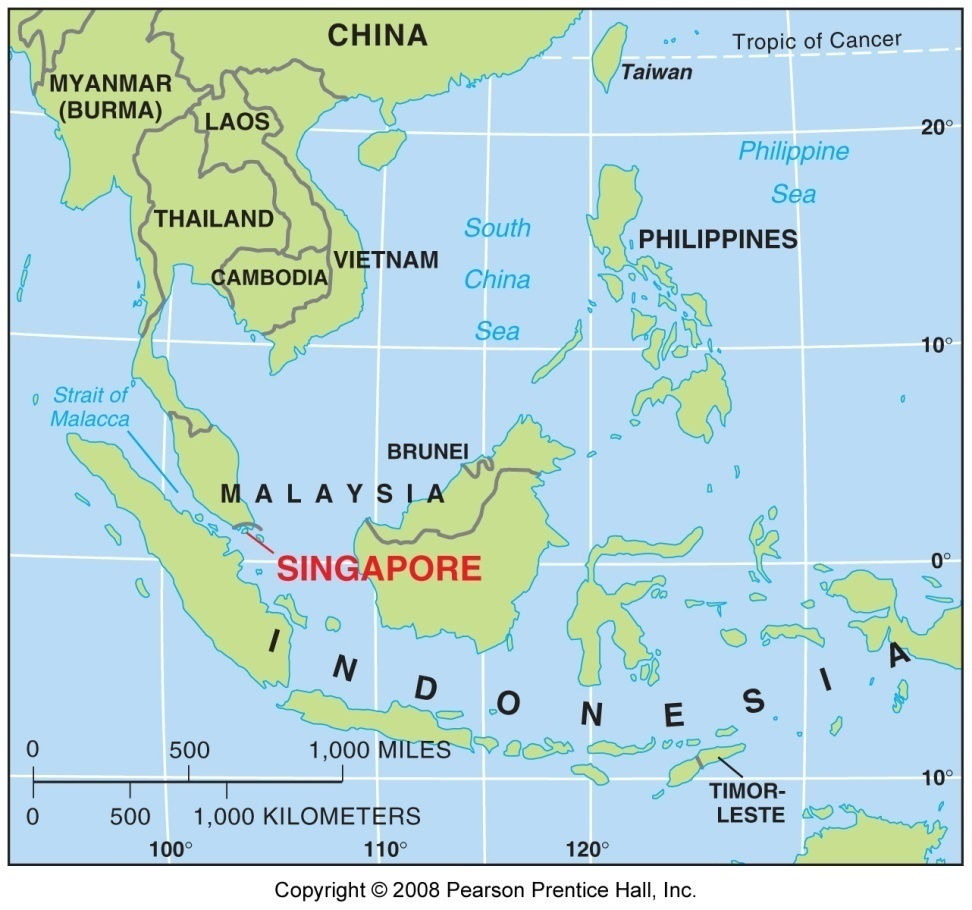 CHINA
Tropic of Cancer
Taiwan
MYANMAR
(BURMA)
LAOS
20°
Philippine
Sea
THAILAND
South
China
Sea
PHILIPPINES
VIETNAM
CAMBODIA
10°
Strait of
Malacca
BRUNEI
MALAYSIA
SINGAPORE
0°
INDONESIA
0 500 1,000 MILES
0 500 1,000 KILOMETERS
TIMOR-
LESTE
10°
100° 110° 120°
Copyright © 2008 Pearson Prentice Hall, Inc.